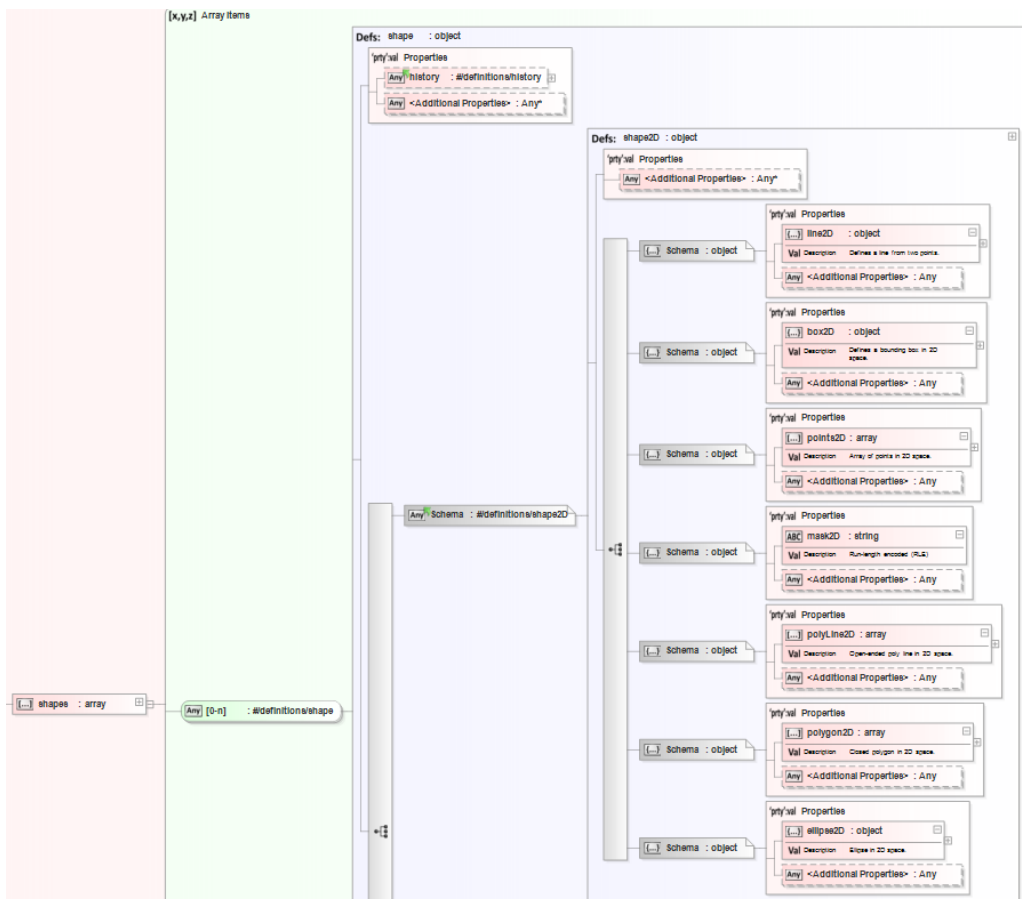 [x,y,z] Array Items
Defs: shape : object
'prty':val Properties
Any history : #/definitions/history
Any <Additional Properties> : Any*
Defs: shape2D : object
'prty':val Properties
Any <Additional Properties> : Any*
'prty':val Properties
{...} line2D : object
Val Description Defines a line from two points.
{...} Schema : object
Any <Additional Properties> : Any
'prty':val Properties
{...} box2D : object
Val Description Defines a bounding box in 2D space.
{...} Schema : object
Any <Additional Properties> : Any
'prty':val Properties
[...] points2D : array
Val Description Array of points in 2D space.
{...} Schema : object
Any <Additional Properties> : Any
Any Schema : #/definitions/shape2D
'prty':val Properties
ABC mask2D : string
Val Description Run-length encoded (RLE)
{...} Schema : object
Any <Additional Properties> : Any
'prty':val Properties
[...] polyLine2D : array
Val Description Open-ended poly line in 2D space.
{...} Schema : object
Any <Additional Properties> : Any
[...] shapes : array
Any [0-n] : #/definitions/shape
'prty':val Properties
[...] polygon2D : array
Val Description Closed polygon in 2D space.
{...} Schema : object
Any <Additional Properties> : Any
'prty':val Properties
{...} ellipse2D : object
Val Description Ellipse in 2D space.
{...} Schema : object
Any <Additional Properties> : Any